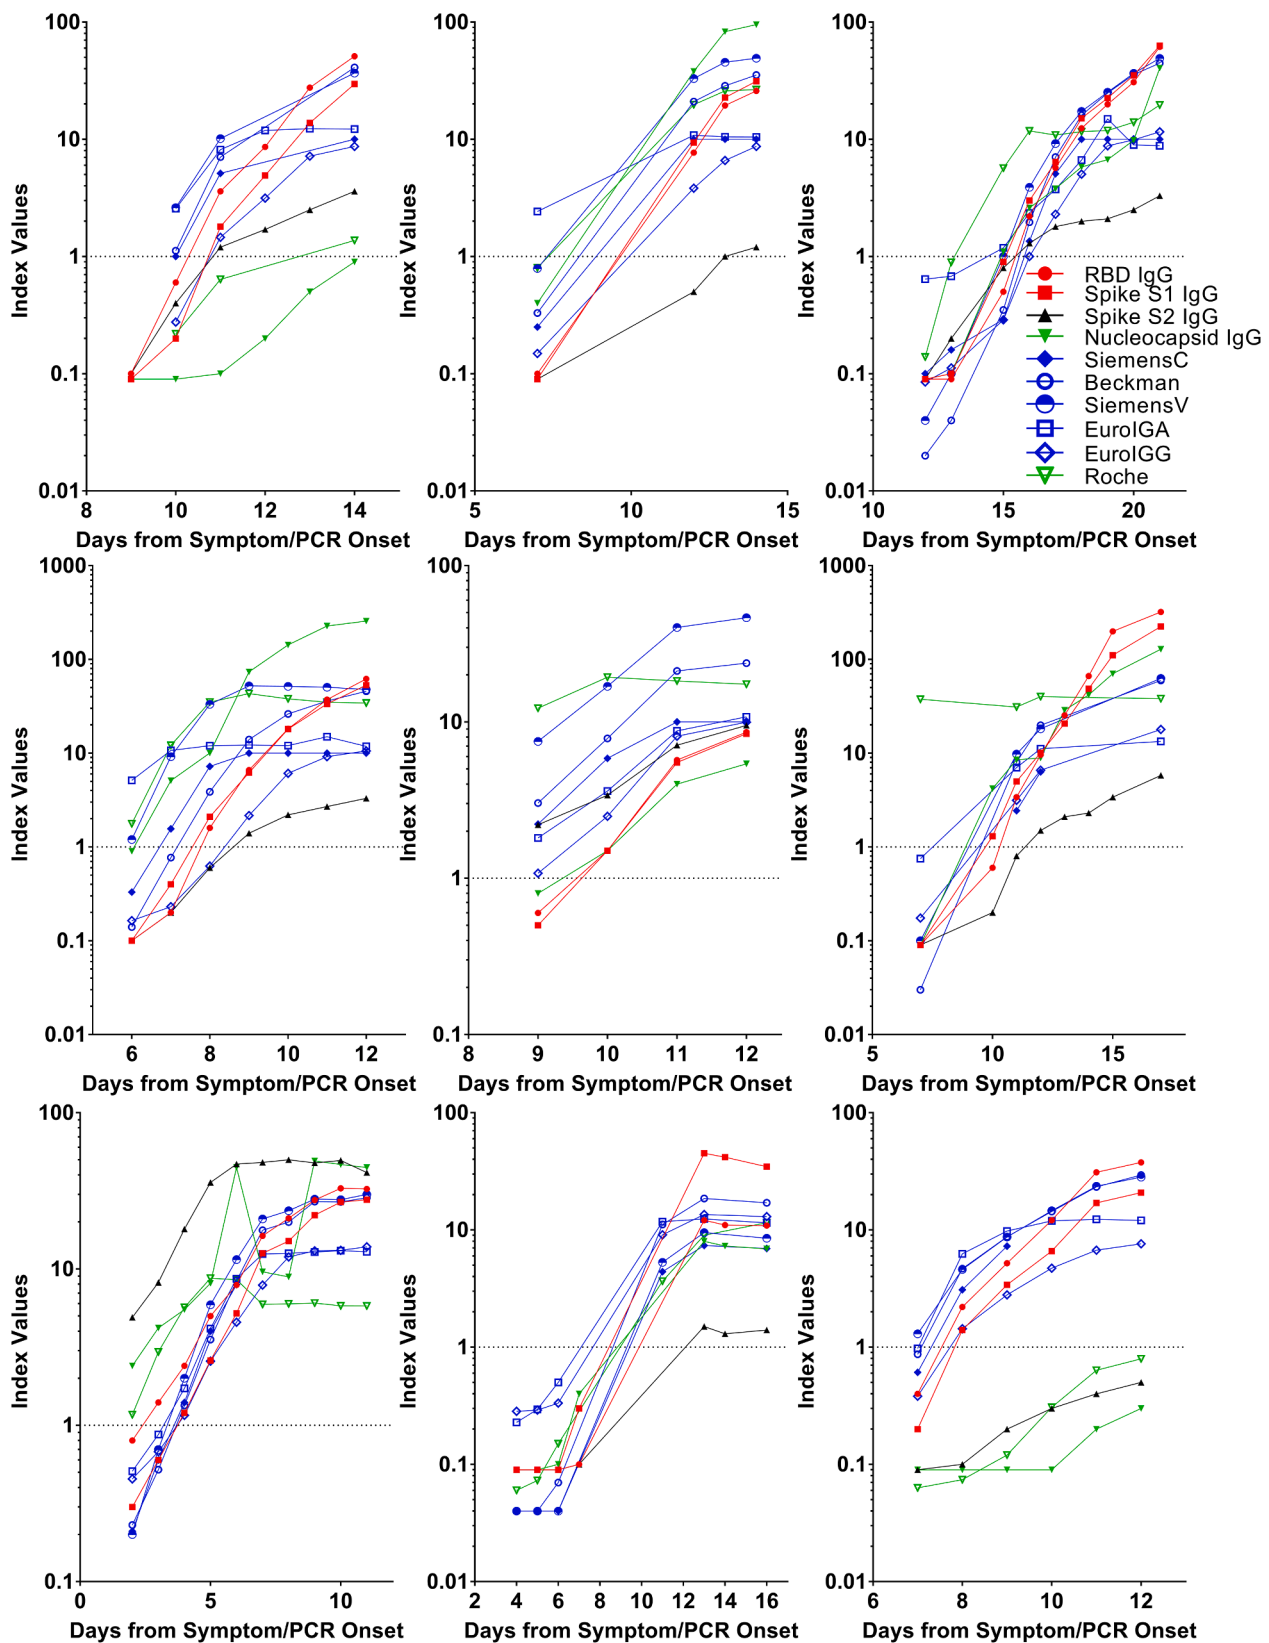 100
10
1
0.1
0.01
8
10
12
14
Index Values
Days from Symptom/PCR Onset
100
10
1
0.1
0.01
5
10
15
Index Values
Days from Symptom/PCR Onset
100
10
1
0.1
0.01
10
15
20
Index Values
Days from Symptom/PCR Onset
RBD IgG
Spike S1 IgG
Spike S2 IgG
Nucleocapsid IgG
SiemensC
Beckman
SiemensV
EuroIGA
EuroIGG
Roche
1000
100
10
1
0.1
0.01
6
8
10
12
Index Values
Days from Symptom/PCR Onset
100
10
1
0.1
8
9
10
11
12
Index Values
Days from Symptom/PCR Onset
1000
100
10
1
0.1
0.01
5
10
15
Index Values
Days from Symptom/PCR Onset
100
10
1
0.1
0
5
10
Index Values
Days from Symptom/PCR Onset
100
10
1
0.1
0.01
2
4
6
8
10
12
14
16
Index Values
Days from Symptom/PCR Onset
100
10
1
0.1
0.01
6
8
10
12
Index Values
Days from Symptom/PCR Onset